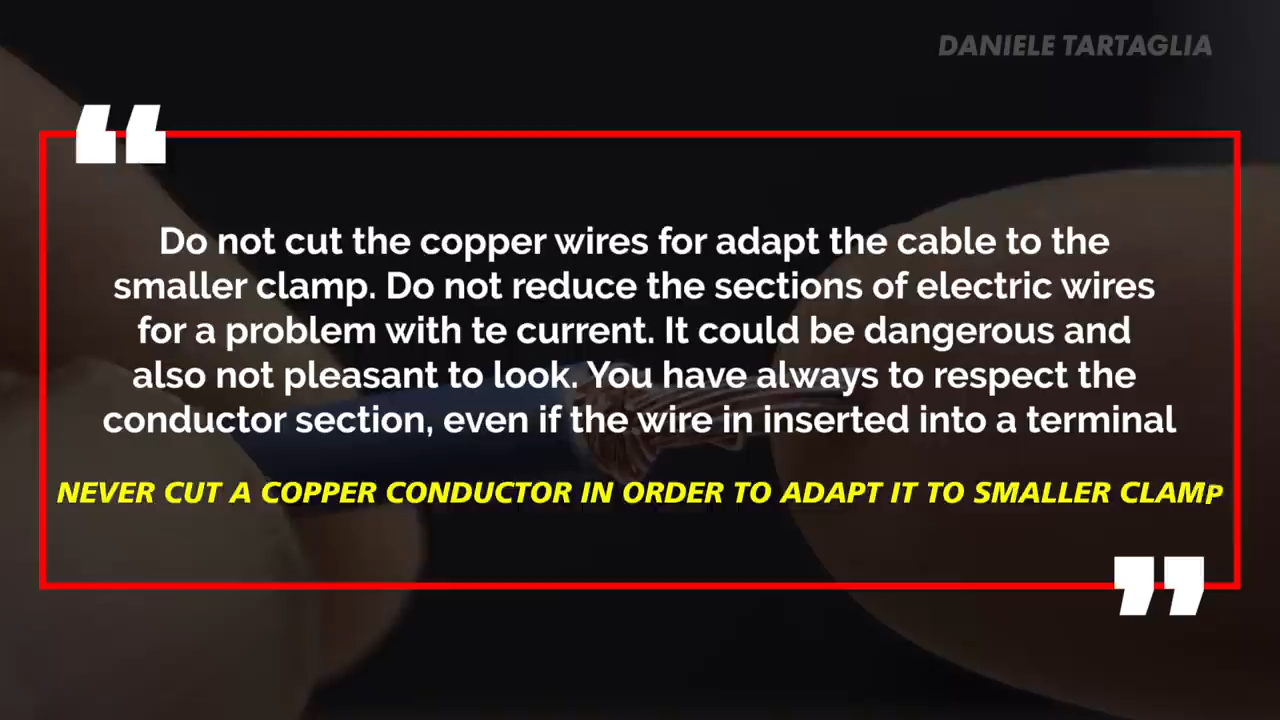 DANIELE TARTAGLIA
“
Do not cut the copper wires for adapt the cable to the
smaller clamp. Do not reduce the sections of electric wires
for a problem with te current. It could be dangerous and
also not pleasant to look. You have always to respect the
conductor section, even if the wire in inserted into a terminal
NEVER CUT A COPPER CONDUCTOR IN ORDER TO ADAPT IT TO SMALLER CLAMP
”